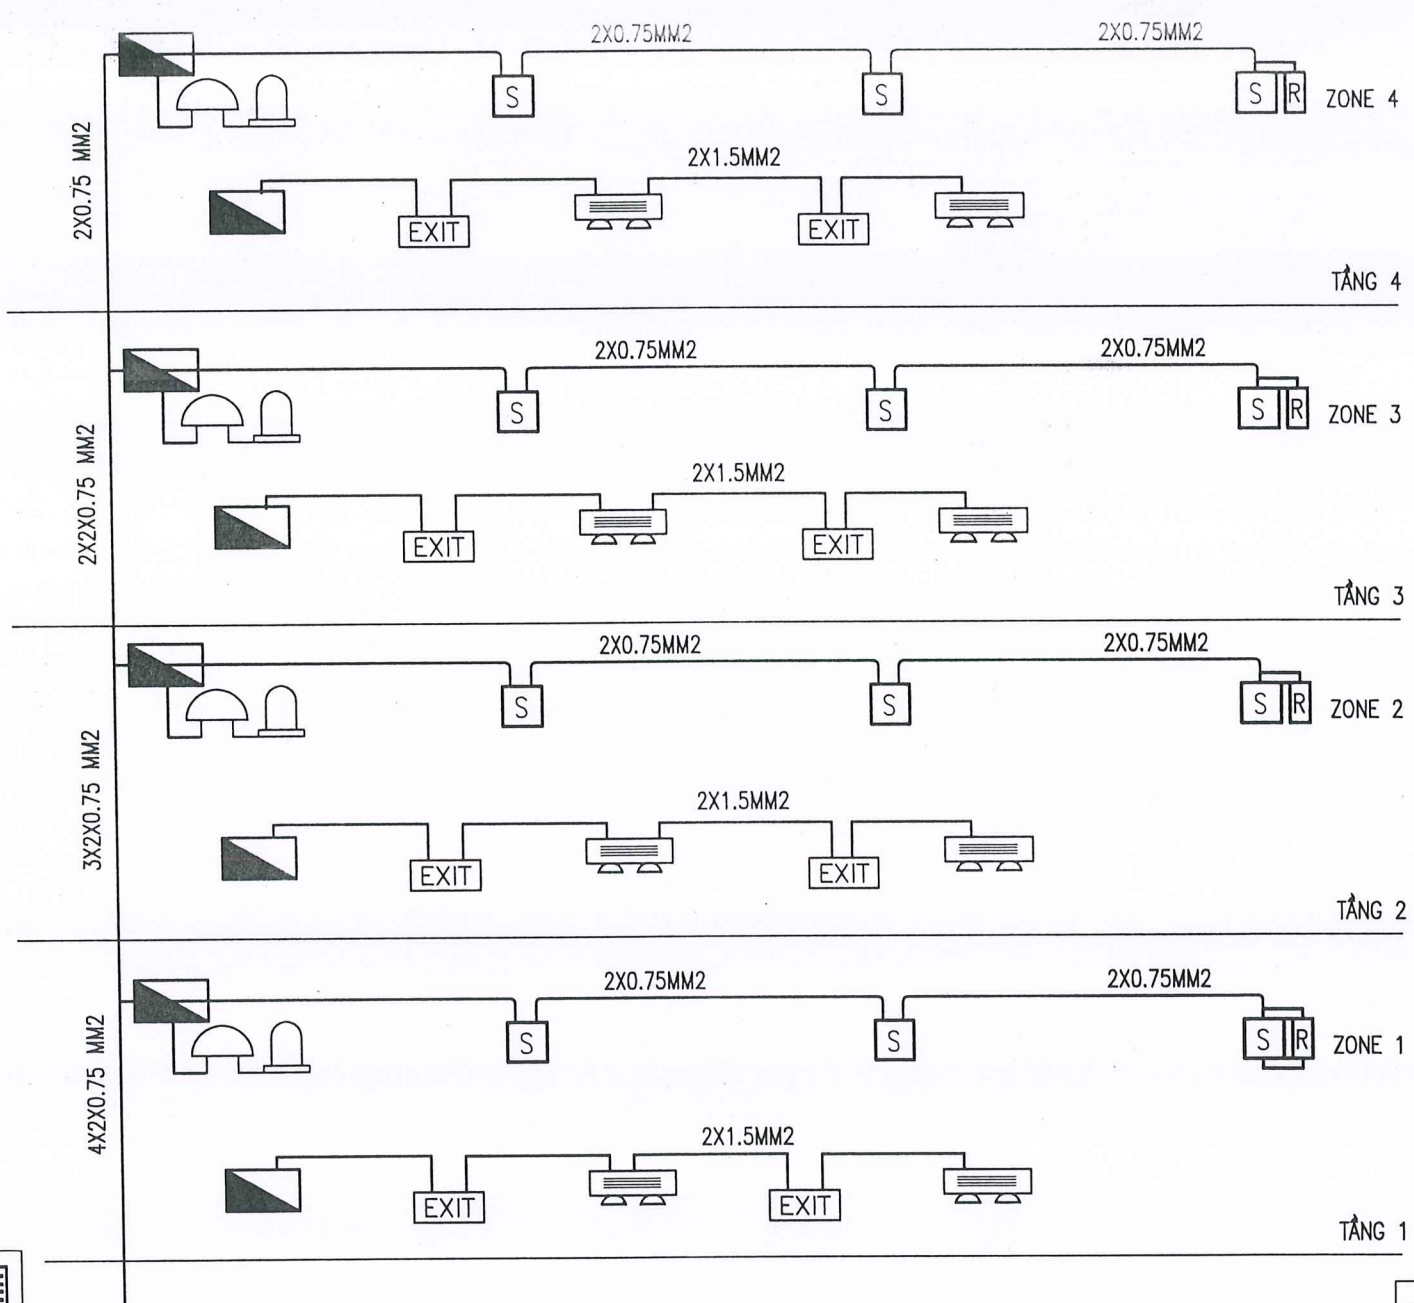 2X0.75MM2 2X0.75MM2
S S S R ZONE 4
2X0.75 MM2
2X1.5MM2
EXIT EXIT
TẦNG 4
2X0.75MM2 2X0.75MM2
S S S R ZONE 3
2X2X0.75 MM2
2X1.5MM2
EXIT EXIT
TẦNG 3
2X0.75MM2 2X0.75MM2
S S S R ZONE 2
3X2X0.75 MM2
2X1.5MM2
EXIT EXIT
TẦNG 2
2X0.75MM2 2X0.75MM2
S S S R ZONE 1
4X2X0.75 MM2
2X1.5MM2
EXIT EXIT
TẦNG 1